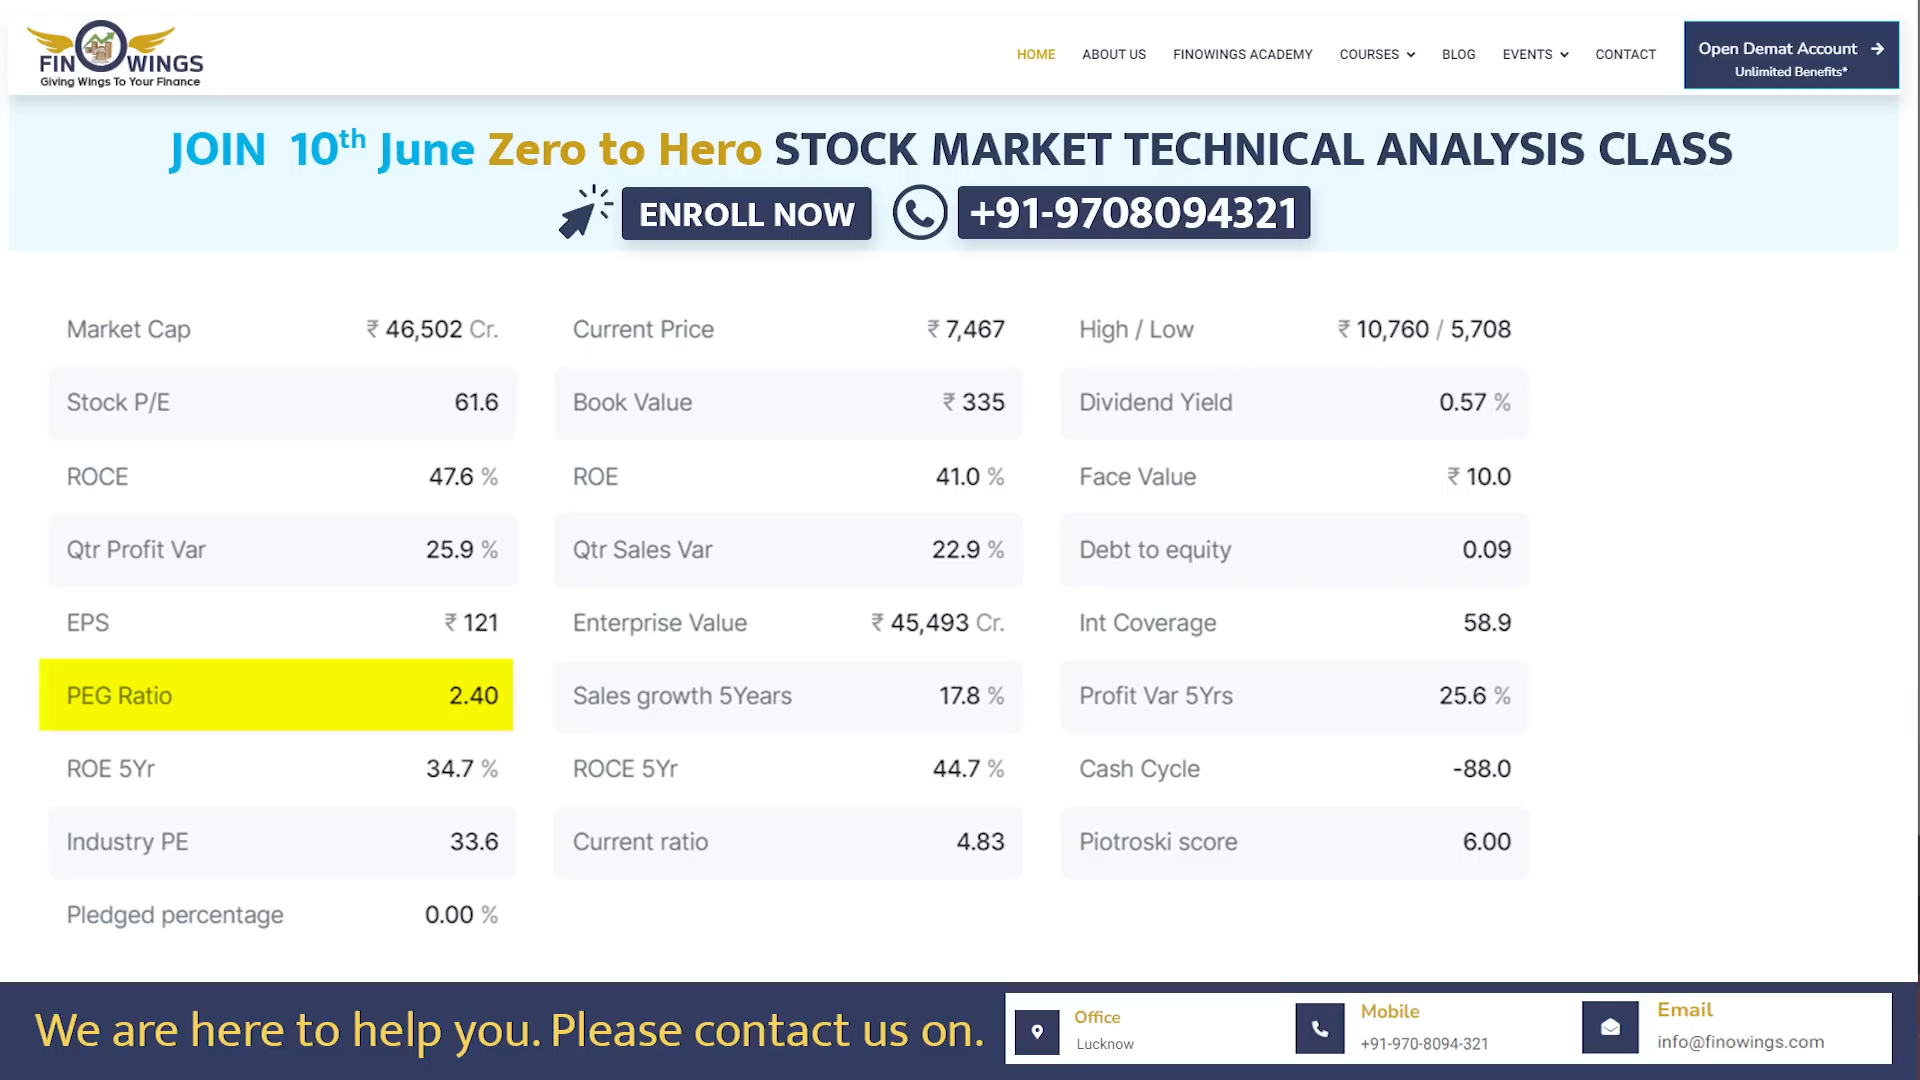 FINOWINGS
Giving Wings To Your Finance
HOME ABOUT US FINOWINGS ACADEMY COURSES BLOG EVENTS CONTACT
Open Demat Account
Unlimited Benefits*
JOIN 10th June Zero to Hero STOCK MARKET TECHNICAL ANALYSIS CLASS
ENROLL NOW +91-9708094321
Market Cap ₹ 46,502 Cr. Current Price ₹ 7,467 High / Low ₹ 10,760 / 5,708
Stock P/E 61.6 Book Value ₹ 335 Dividend Yield 0.57 %
ROCE 47.6 % ROE 41.0 % Face Value ₹ 10.0
Qtr Profit Var 25.9 % Qtr Sales Var 22.9 % Debt to equity 0.09
EPS ₹ 121 Enterprise Value ₹ 45,493 Cr. Int Coverage 58.9
PEG Ratio 2.40 Sales growth 5Years 17.8 % Profit Var 5Yrs 25.6 %
ROE 5Yr 34.7 % ROCE 5Yr 44.7 % Cash Cycle -88.0
Industry PE 33.6 Current ratio 4.83 Piotroski score 6.00
Pledged percentage 0.00 %
We are here to help you. Please contact us on.
Office
Lucknow
Mobile
+91-970-8094-321
Email
info@finowings.com